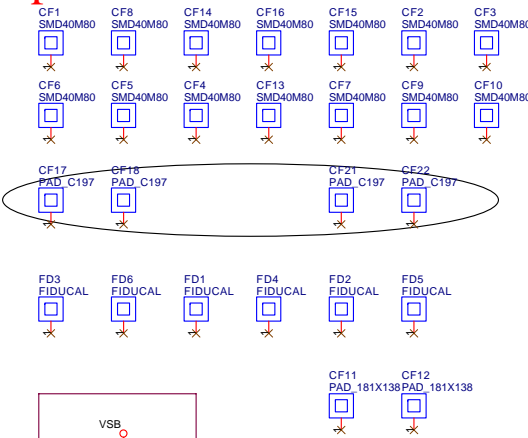 CF1 CF8 CF14 CF16 CF15 CF2 CF3
SMD40M80 SMD40M80 SMD40M80 SMD40M80 SMD40M80 SMD40M80 SMD40M80
CF6 CF5 CF4 CF13 CF7 CF9 CF10
SMD40M80 SMD40M80 SMD40M80 SMD40M80 SMD40M80 SMD40M80 SMD40M80
CF17 CF18 CF21 CF22
PAD_C197 PAD_C197 PAD_C197 PAD_C197
FD3 FD6 FD1 FD4 FD2 FD5
FIDUCAL FIDUCAL FIDUCAL FIDUCAL FIDUCAL FIDUCAL
CF11 CF12
PAD_181X138 PAD_181X138
VSB